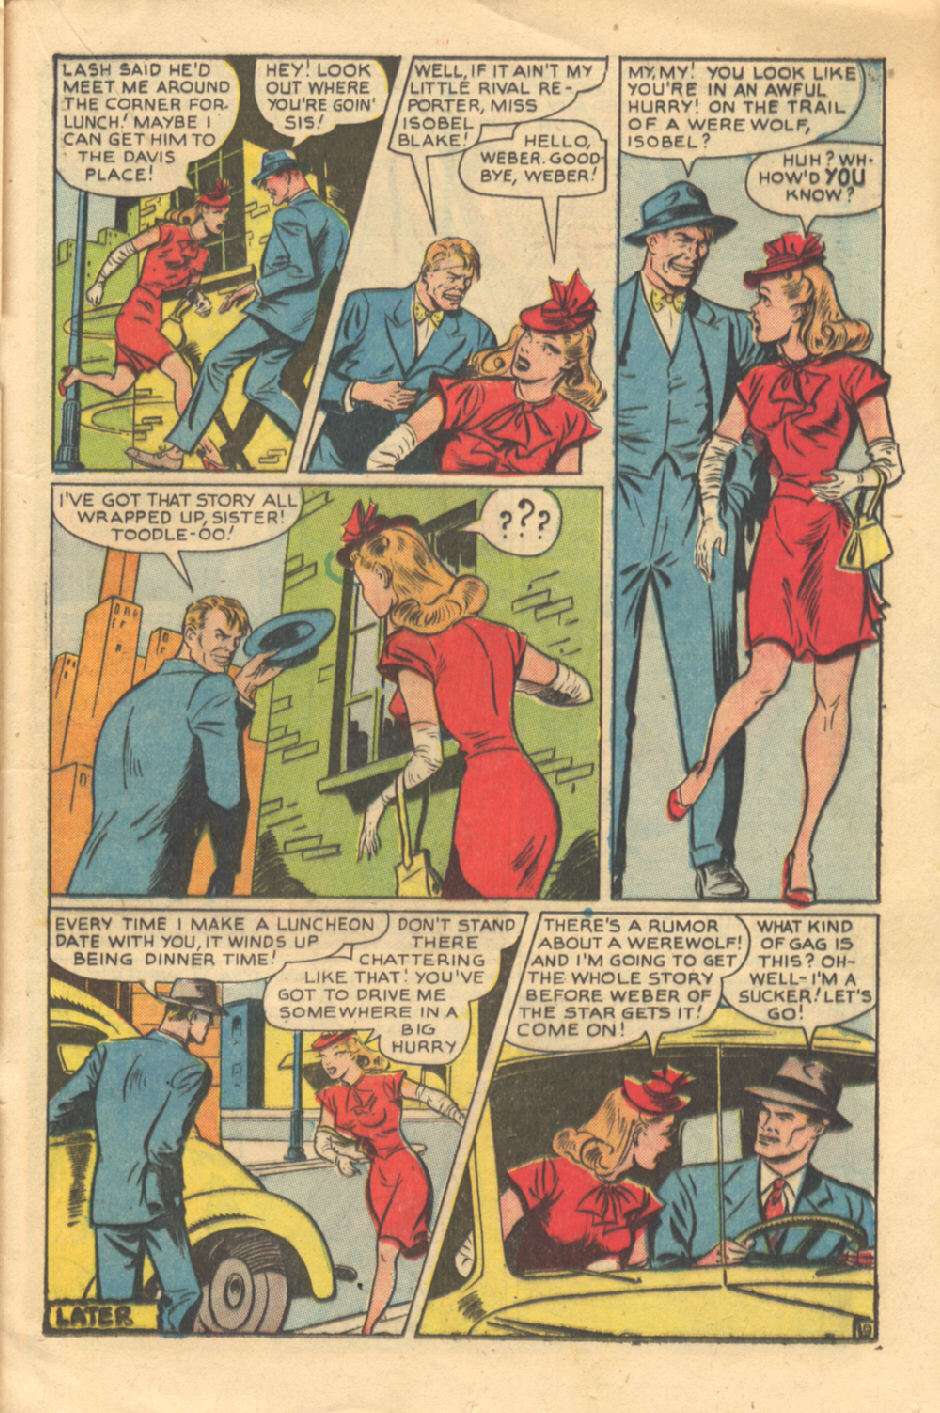 LASH SAID HE'D
MEET ME AROUND
THE CORNER FOR
LUNCH! MAYBE I
CAN GET HIM TO
THE DAVIS
PLACE!
HEY! LOOK
OUT WHERE
YOU'RE GOIN'
SIS!
WELL, IF IT AIN'T MY
LITTLE RIVAL RE-
PORTER, MISS
ISOBEL
BLAKE!
HELLO,
WEBER. GOOD-
BYE, WEBER!
MY, MY! YOU LOOK LIKE
YOU'RE IN AN AWFUL
HURRY! ON THE TRAIL
OF A WEREWOLF,
ISOBEL?
HUH? WH-
HOW'D YOU
KNOW?
I'VE GOT THAT STORY ALL
WRAPPED UP, SISTER!
TOODLE-OO!
???
EVERY TIME I MAKE A LUNCHEON
DATE WITH YOU, IT WINDS UP
BEING DINNER TIME!
DON'T STAND
THERE
CHATTERING
LIKE THAT! YOU'VE
GOT TO DRIVE ME
SOMEWHERE IN A
BIG
HURRY
LATER
THERE'S A RUMOR
ABOUT A WEREWOLF!
AND I'M GOING TO GET
THE WHOLE STORY
BEFORE WEBER OF
THE STAR GETS IT!
COME ON!
WHAT KIND
OF GAG IS
THIS? OH-
WELL-I'M A
SUCKER! LET'S
GO!